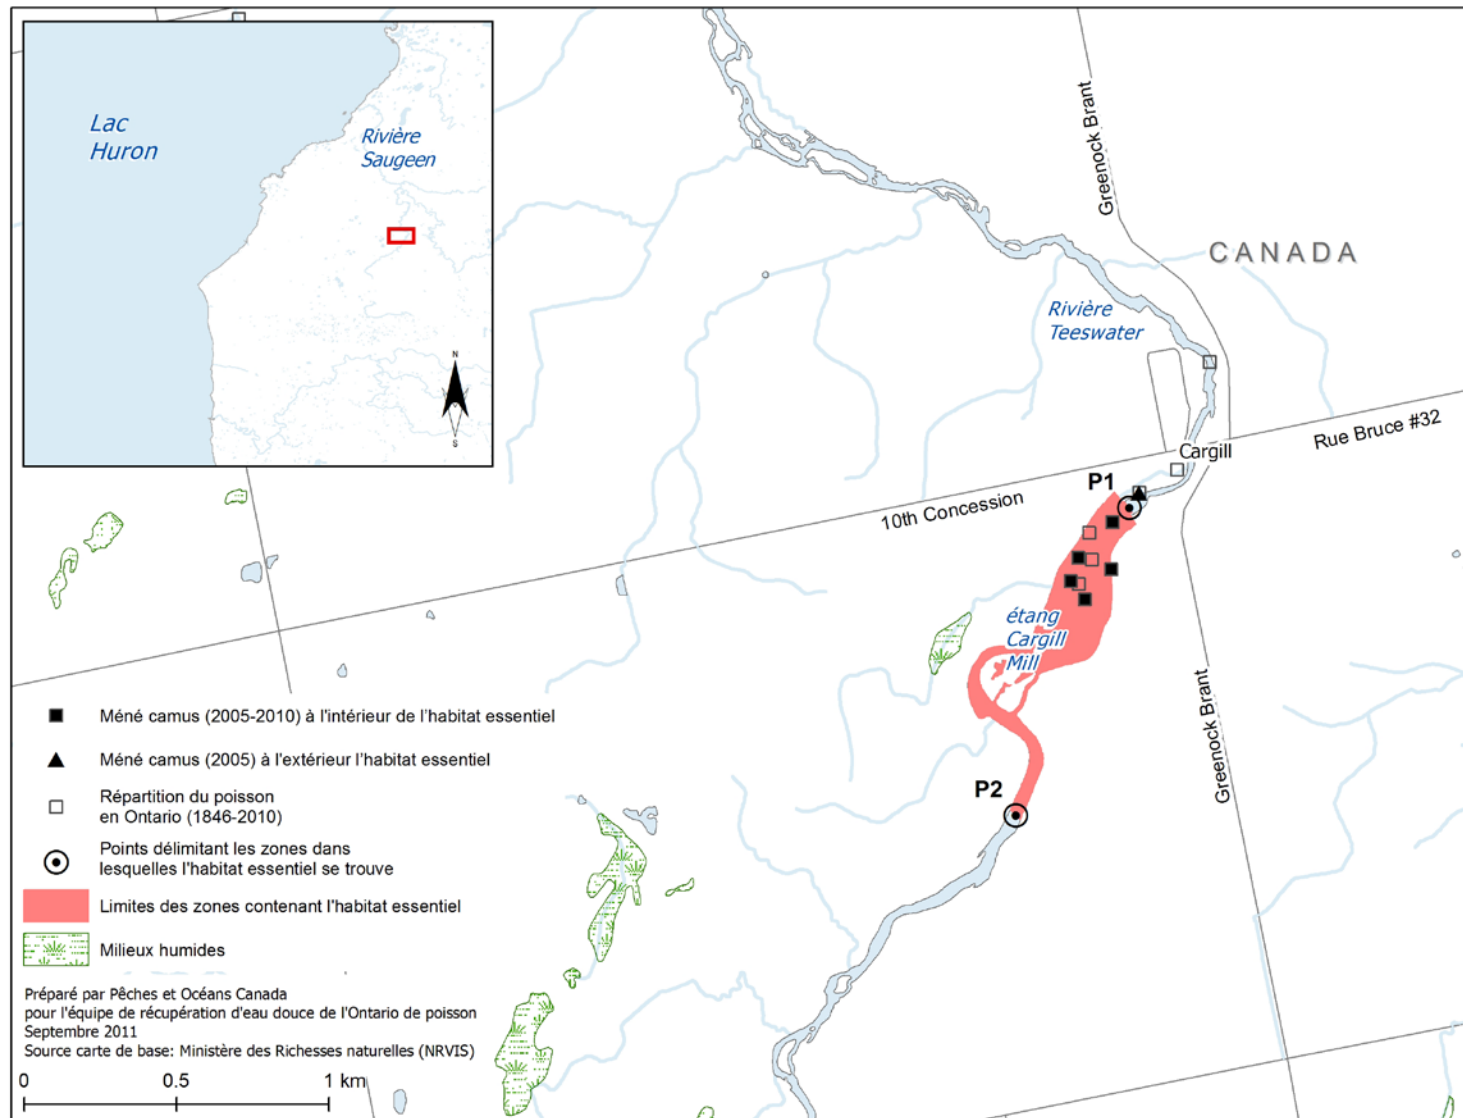 Lac
Huron
Rivière
Saugeen
N
S
Greenock Brant
CANADA
Rivière
Teeswater
Rue Bruce #32
Cargill
P1
10th Concession
étang
Cargill
Mill
Greenock Brant
P2
Méné camus (2005-2010) à l'intérieur de l'habitat essentiel
Méné camus (2005) à l'extérieur l'habitat essentiel
Répartition du poisson
en Ontario (1846-2010)
Points délimitant les zones dans
lesquelles l'habitat essentiel se trouve
Limites des zones contenant l'habitat essentiel
Milieux humides
Préparé par Pêches et Océans Canada
pour l'équipe de récupération d'eau douce de l'Ontario de poisson
Septembre 2011
Source carte de base: Ministère des Richesses naturelles (NRVIS)
0 0.5 1 km